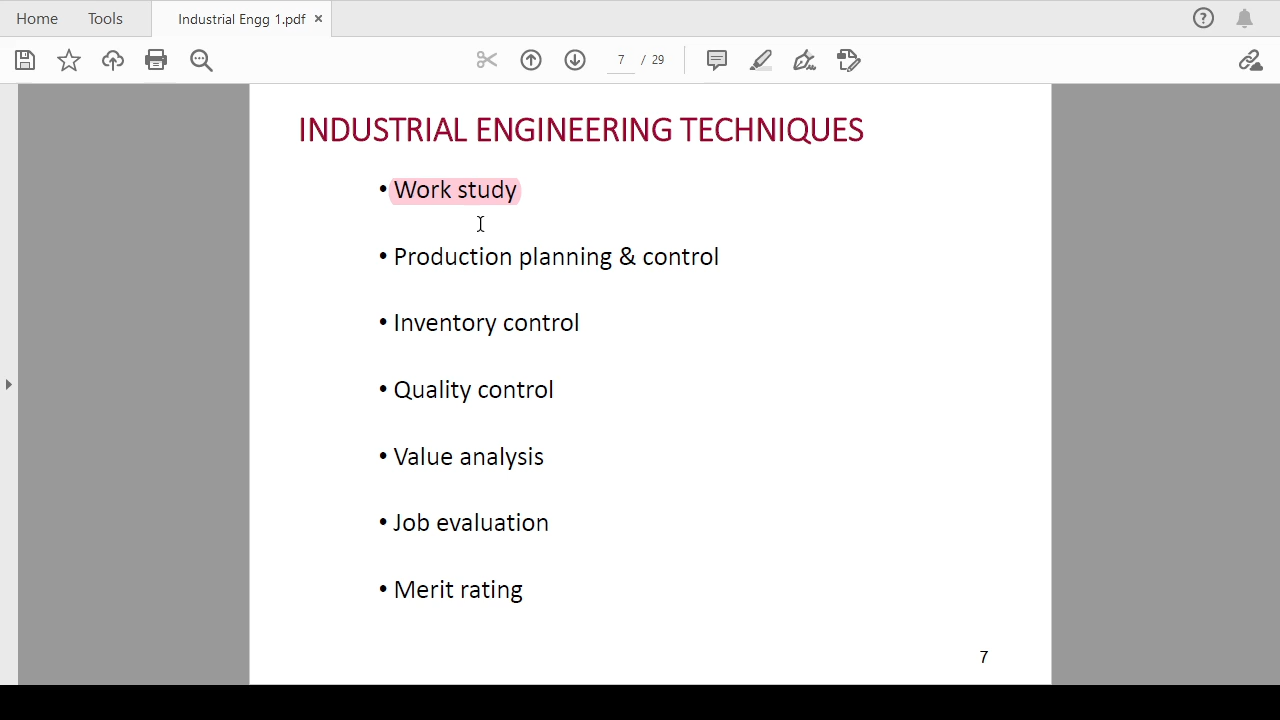 Home Tools Industrial Engg 1.pdf ×
7 / 29
INDUSTRIAL ENGINEERING TECHNIQUES
• Work study
• Production planning & control
• Inventory control
• Quality control
• Value analysis
• Job evaluation
• Merit rating
7